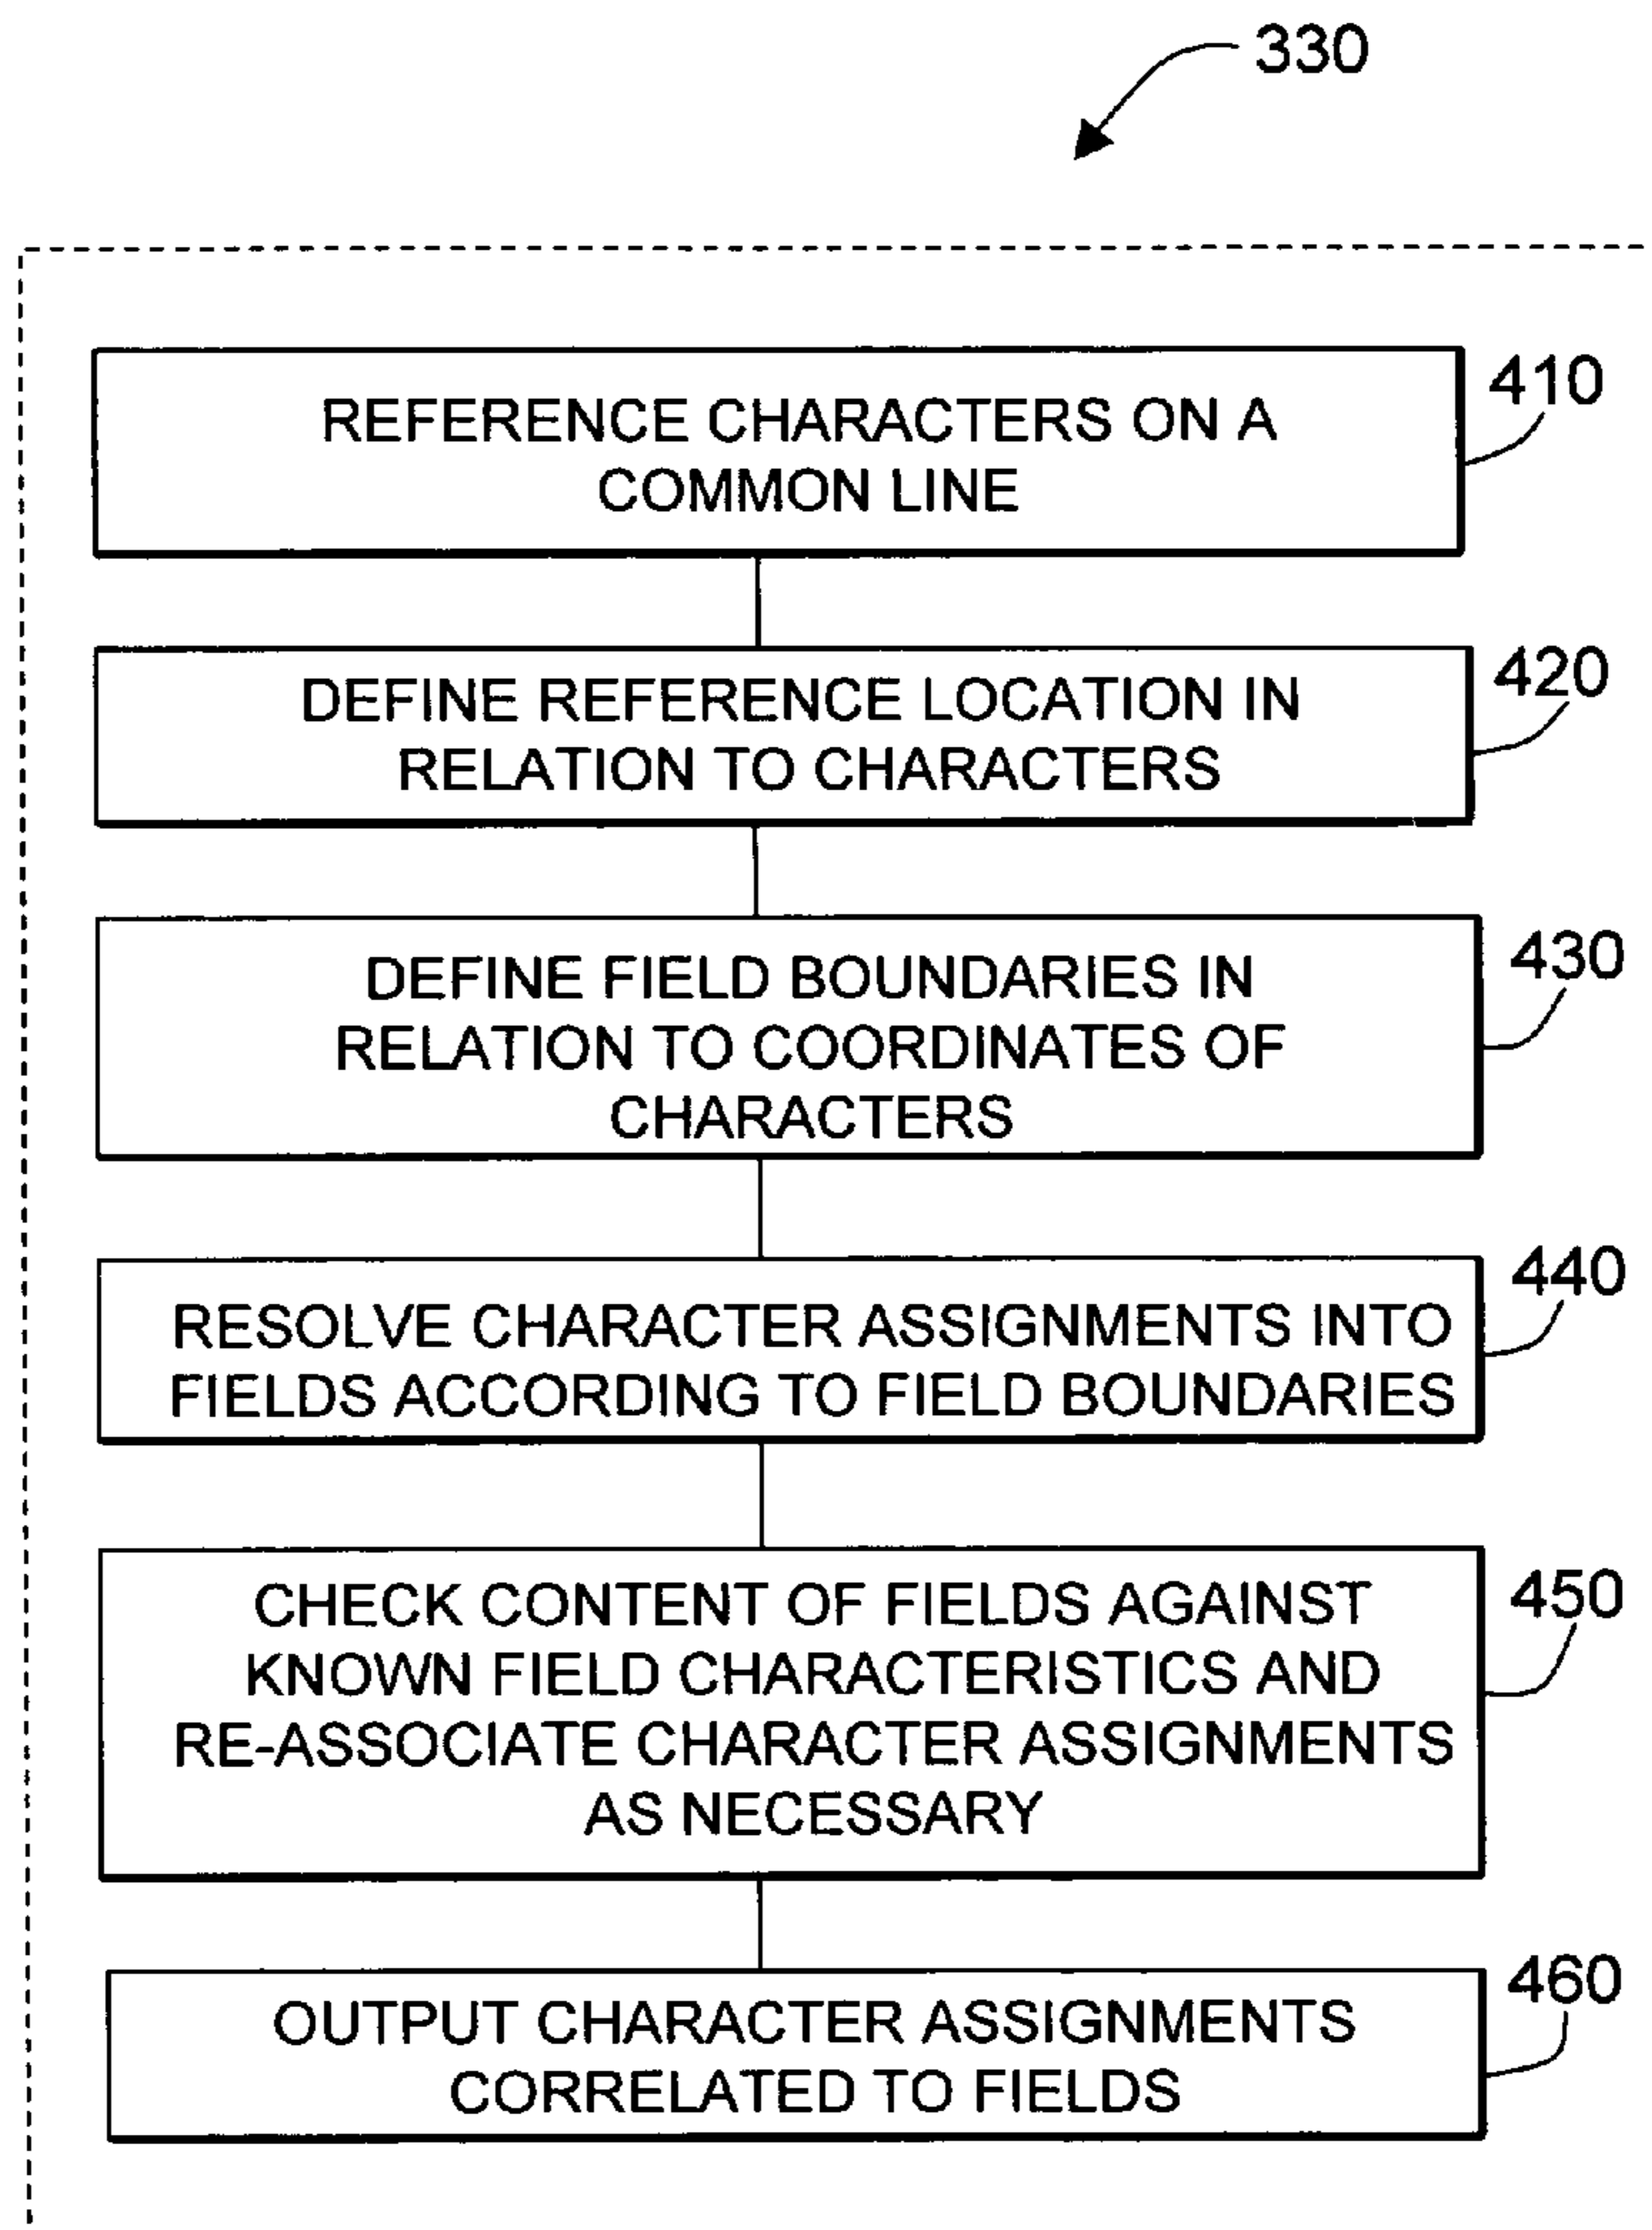 330
REFERENCE CHARACTERS ON A
COMMON LINE
410
DEFINE REFERENCE LOCATION IN
RELATION TO CHARACTERS
420
DEFINE FIELD BOUNDARIES IN
RELATION TO COORDINATES OF
CHARACTERS
430
RESOLVE CHARACTER ASSIGNMENTS INTO
FIELDS ACCORDING TO FIELD BOUNDARIES
440
CHECK CONTENT OF FIELDS AGAINST
KNOWN FIELD CHARACTERISTICS AND
RE-ASSOCIATE CHARACTER ASSIGNMENTS
AS NECESSARY
450
OUTPUT CHARACTER ASSIGNMENTS
CORRELATED TO FIELDS
460